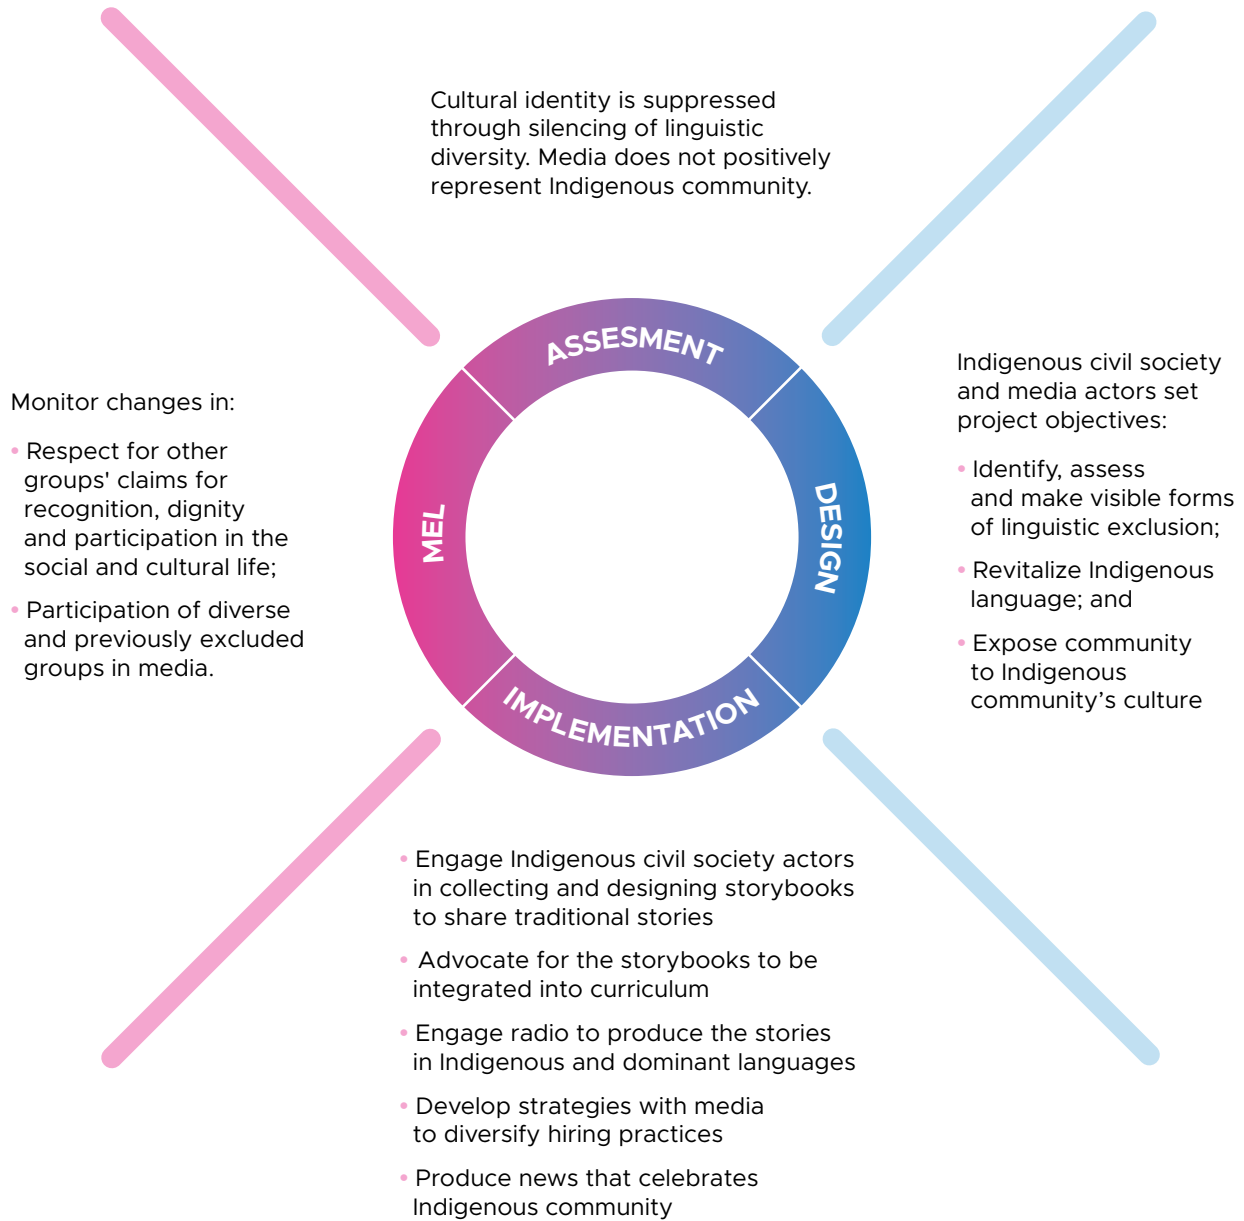 Cultural identity is suppressed
through silencing of linguistic
diversity. Media does not positively
represent Indigenous community.
ASSESMENT
Indigenous civil society
and media actors set
project objectives:
• Identify, assess
and make visible forms
of linguistic exclusion;
• Revitalize Indigenous
language; and
• Expose community
to Indigenous
community’s culture
DESIGN
IMPLEMENTATION
• Engage Indigenous civil society actors
in collecting and designing storybooks
to share traditional stories
• Advocate for the storybooks to be
integrated into curriculum
• Engage radio to produce the stories
in Indigenous and dominant languages
• Develop strategies with media
to diversify hiring practices
• Produce news that celebrates
Indigenous community
MEL
Monitor changes in:
• Respect for other
groups' claims for
recognition, dignity
and participation in the
social and cultural life;
• Participation of diverse
and previously excluded
groups in media.